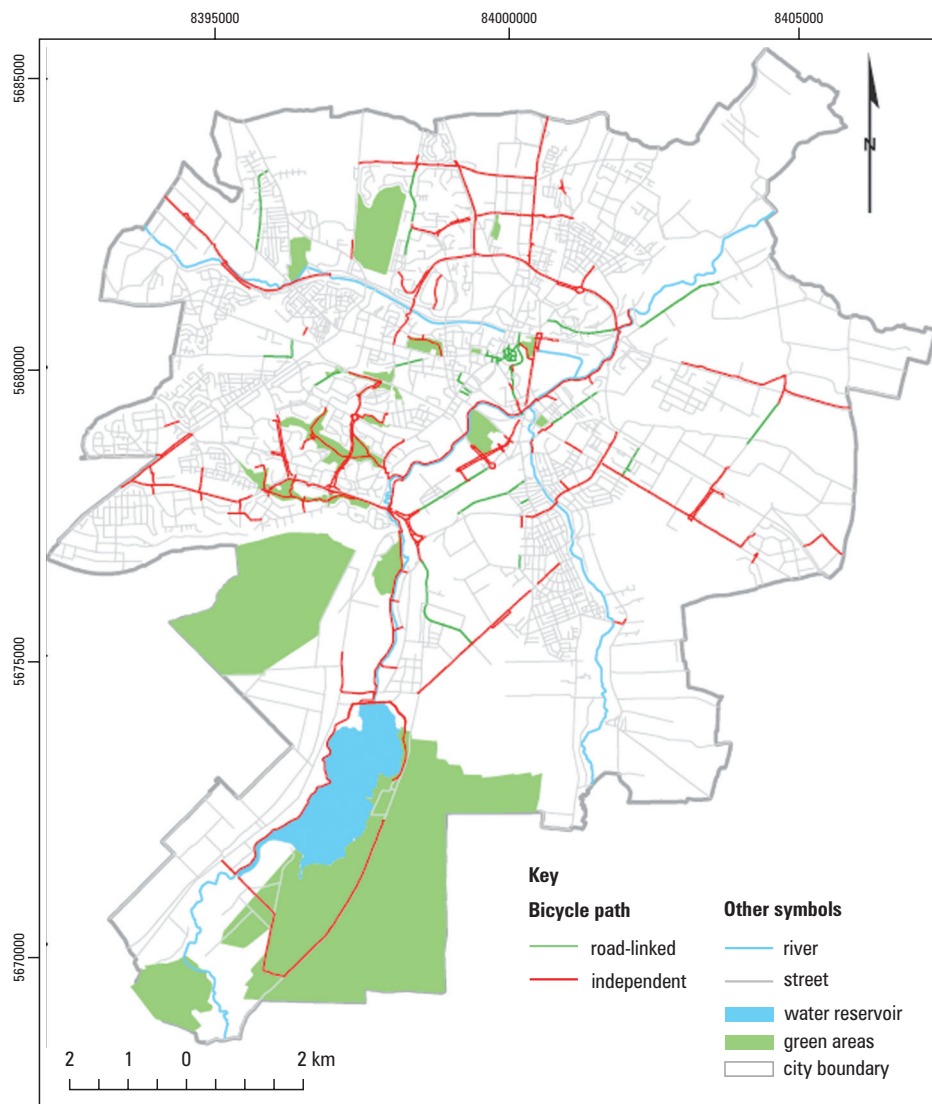 8395000 84000000 8405000
5685000
N
5680000
5675000
5670000
Key
Bicycle path
road-linked
independent
Other symbols
river
street
water reservoir
green areas
city boundary
2 1 0 2 km